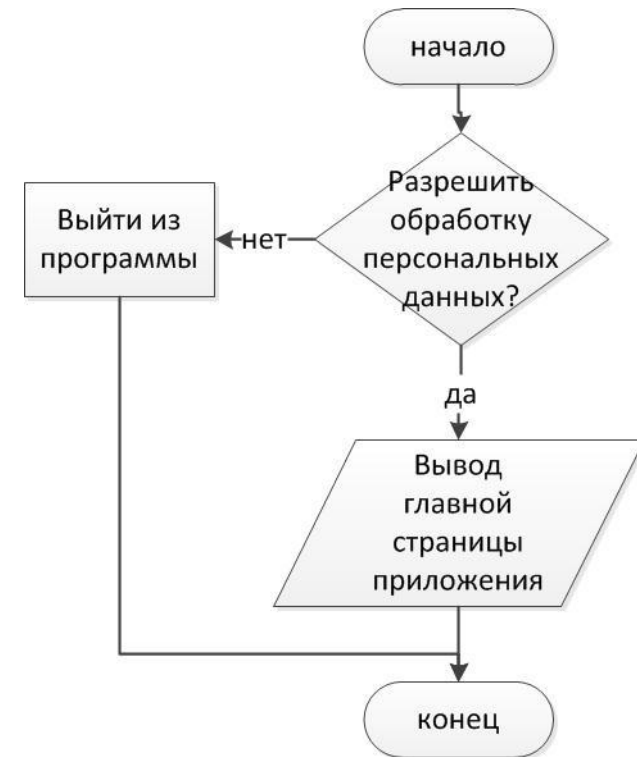 начало
Разрешить
обработку
персональных
данных?
нет
Выйти из
программы
да
Вывод
главной
страницы
приложения
конец